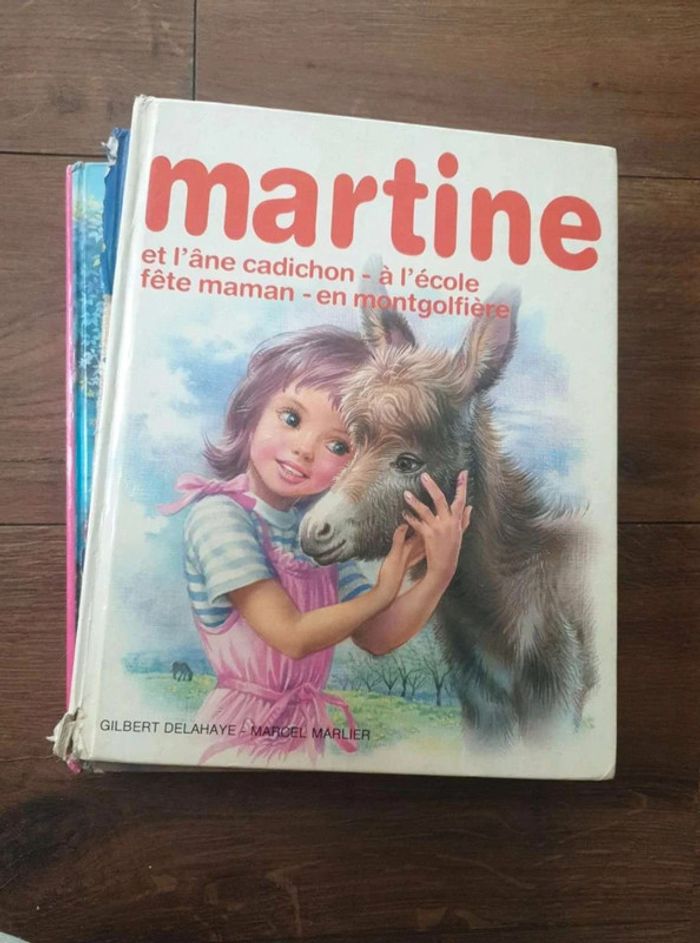 martine
et l'âne cadichon - à l'école
fête maman - en montgolfière
GILBERT DELAHAYE - MARCEL MARLIER